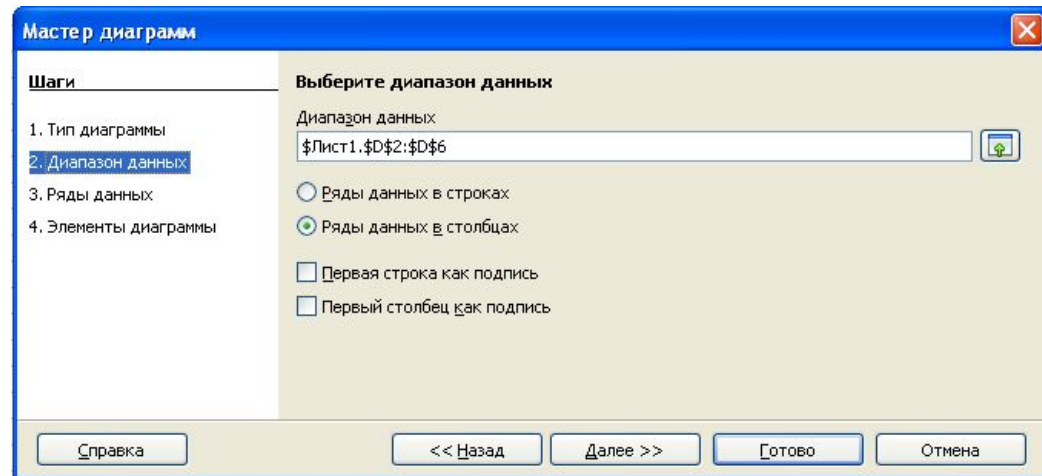 Мастер диаграмм
Шаги
1. Тип диаграммы
2. Диапазон данных
3. Ряды данных
4. Элементы диаграммы
Выберите диапазон данных
Диапазон данных
$Лист1.$D$2:$D$6
Ряды данных в строках
Ряды данных в столбцах
Первая строка как подпись
Первый столбец как подпись
Справка
<< Назад
Далее >>
Готово
Отмена